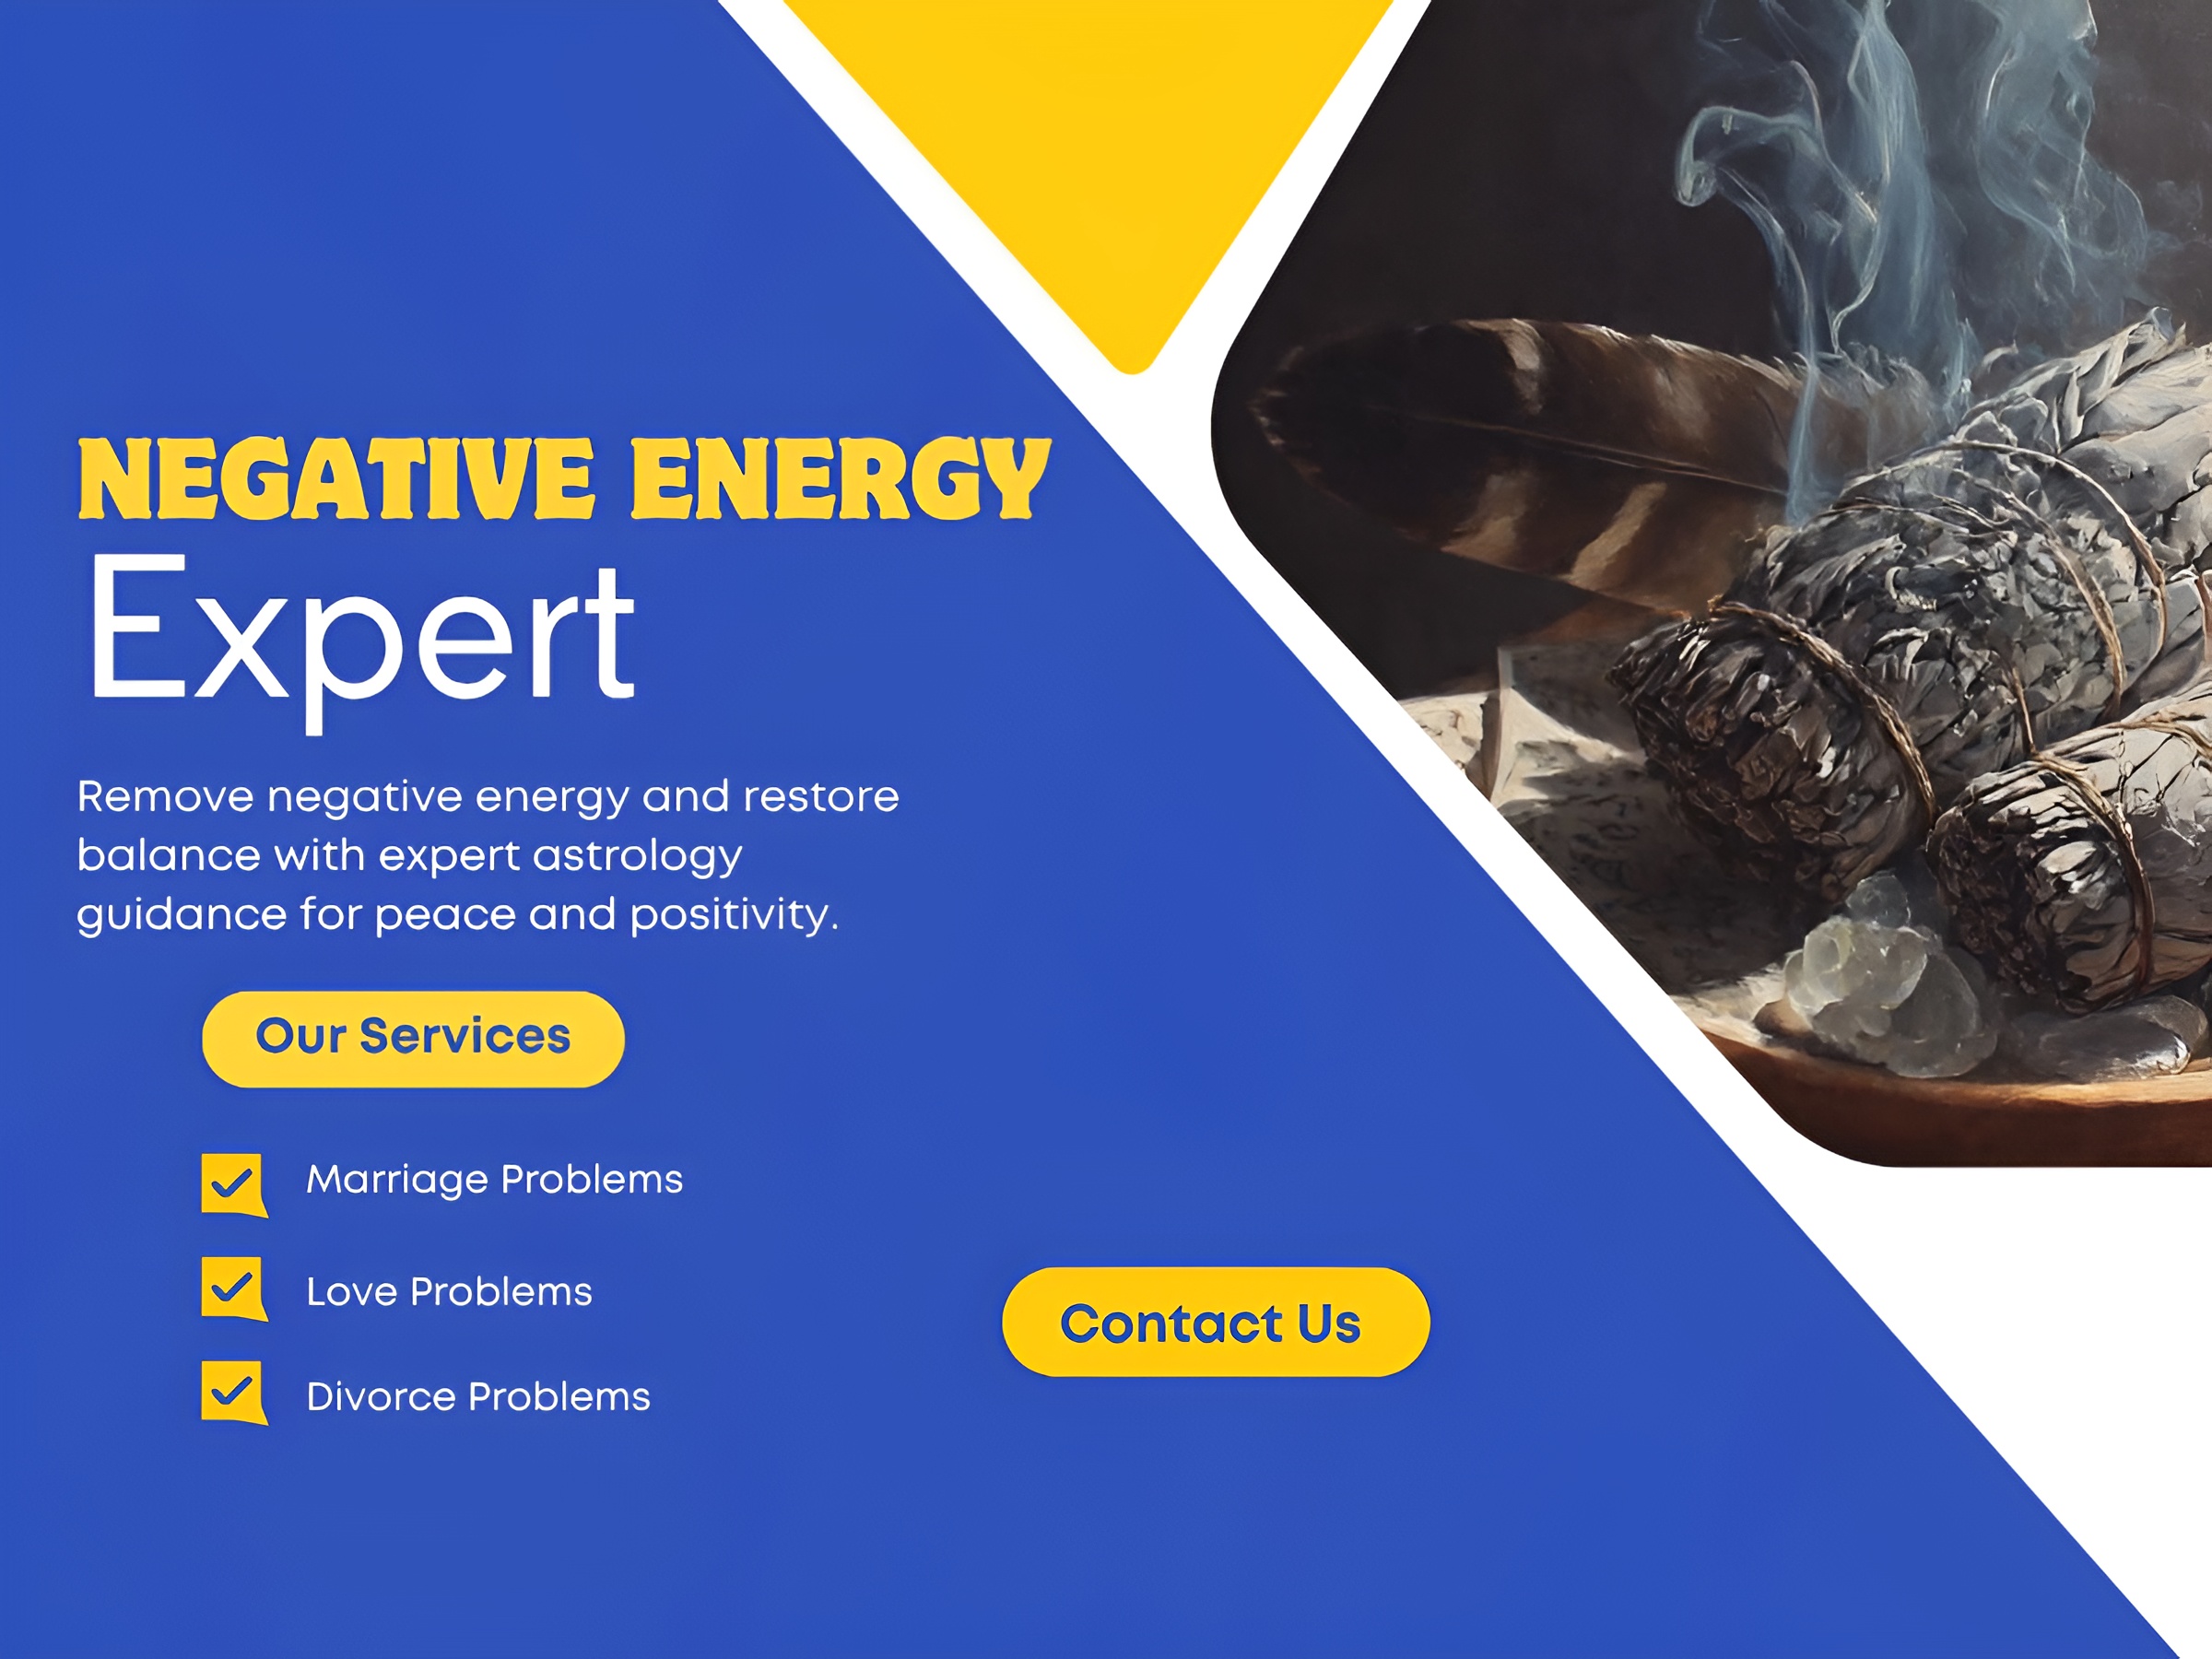 NEGATIVE ENERGY
Expert
Remove negative energy and restore
balance with expert astrology
guidance for peace and positivity.
Our Services
Marriage Problems
Love Problems
Divorce Problems
Contact Us